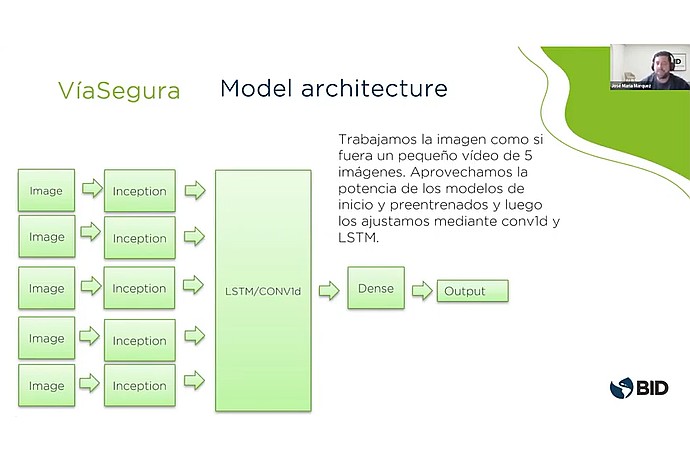 VíaSegura
Model architecture
José María Márquez
Trabajamos la imagen como si
fuera un pequeño vídeo de 5
imágenes. Aprovechamos la
potencia de los modelos de
inicio y preentrenados y luego
los ajustamos mediante conv1d y
LSTM.
Image
Inception
Image
Inception
Image
Inception
LSTM/CONV1d
Dense
Output
Image
Inception
Image
Inception
BID